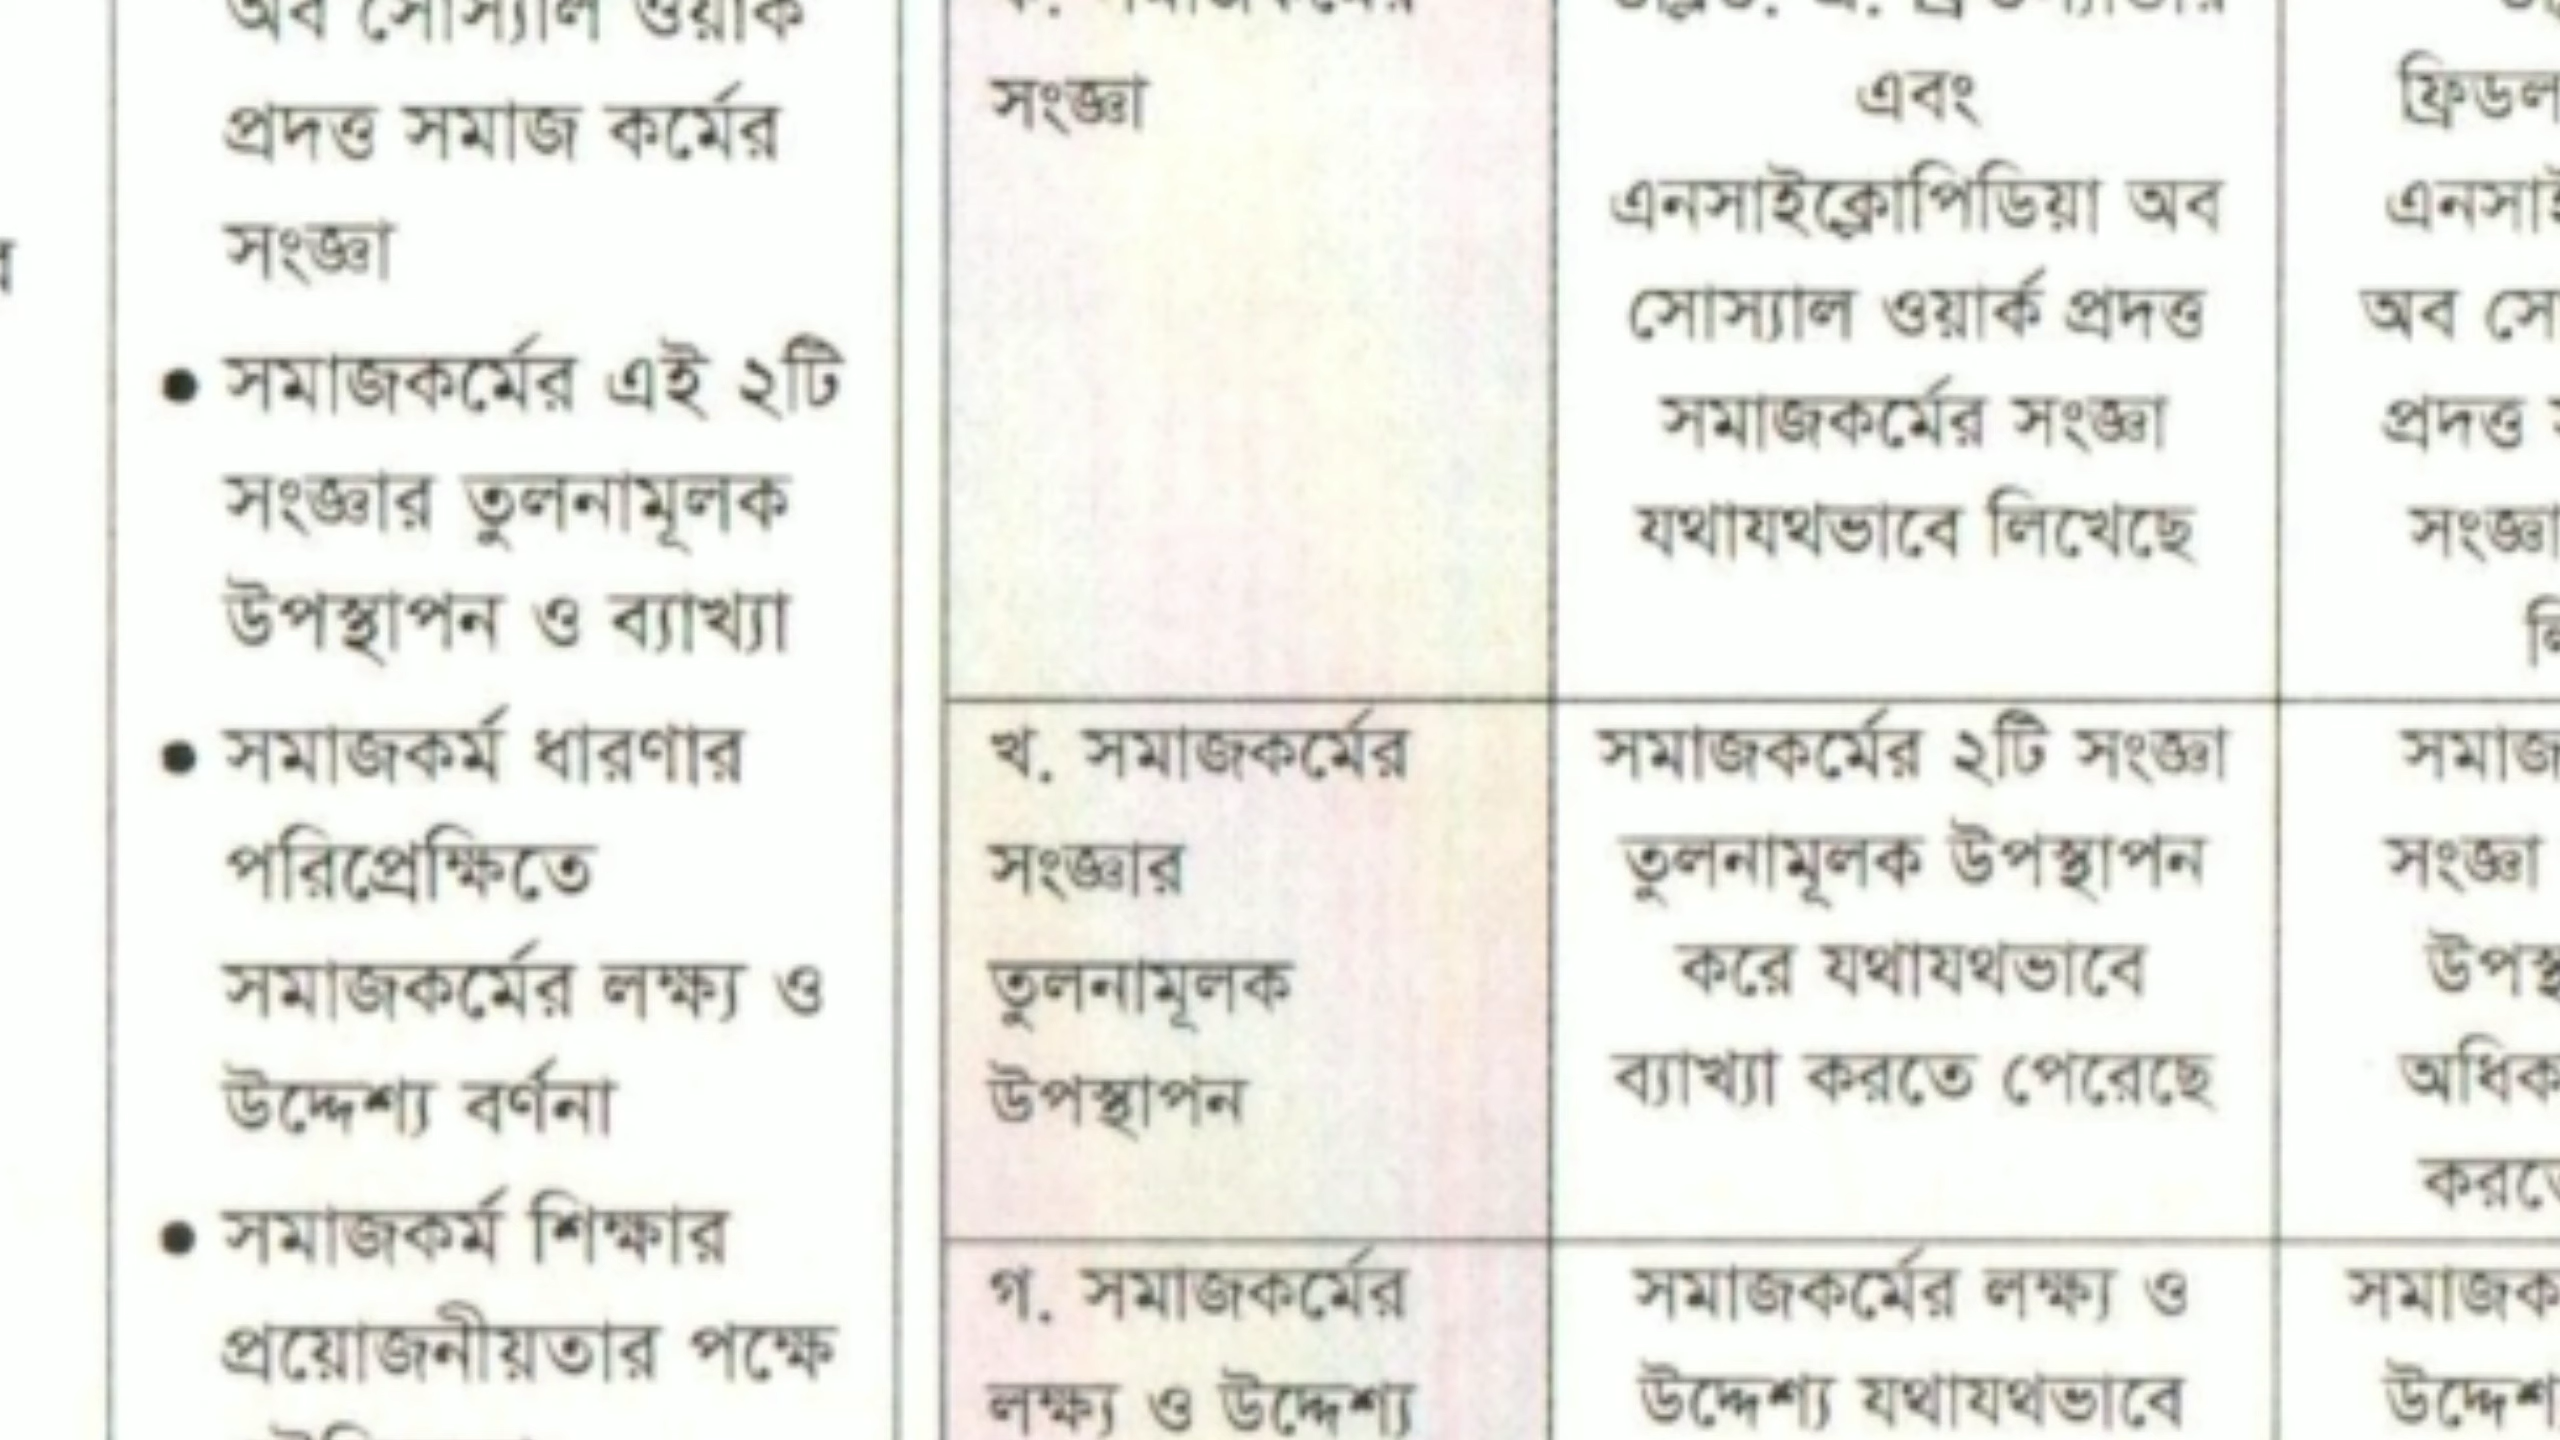 অব সোস্যাল ওয়ার্ক
প্রদত্ত সমাজ কর্মের
সংজ্ঞা
● সমাজকর্মের এই ২টি
সংজ্ঞার তুলনামূলক
উপস্থাপন ও ব্যাখ্যা
● সমাজকর্ম ধারণার
পরিপ্রেক্ষিতে
সমাজকর্মের লক্ষ্য ও
উদ্দেশ্য বর্ণনা
● সমাজকর্ম শিক্ষার
প্রয়োজনীয়তার পক্ষে
ক. সমাজকর্মের
সংজ্ঞা
এবং
এনসাইক্লোপিডিয়া অব
সোস্যাল ওয়ার্ক প্রদত্ত
সমাজকর্মের সংজ্ঞা
যথাযথভাবে লিখেছে
ফ্রিডল
এনসাই
অব সো
প্রদত্ত
সংজ্ঞা
লি
খ. সমাজকর্মের
সংজ্ঞার
তুলনামূলক
উপস্থাপন
সমাজকর্মের ২টি সংজ্ঞা
তুলনামূলক উপস্থাপন
করে যথাযথভাবে
ব্যাখ্যা করতে পেরেছে
সমাজ
সংজ্ঞা
উপস্থ
অধিক
করতে
গ. সমাজকর্মের
লক্ষ্য ও উদ্দেশ্য
সমাজকর্মের লক্ষ্য ও
উদ্দেশ্য যথাযথভাবে
সমাজক
উদ্দেশ